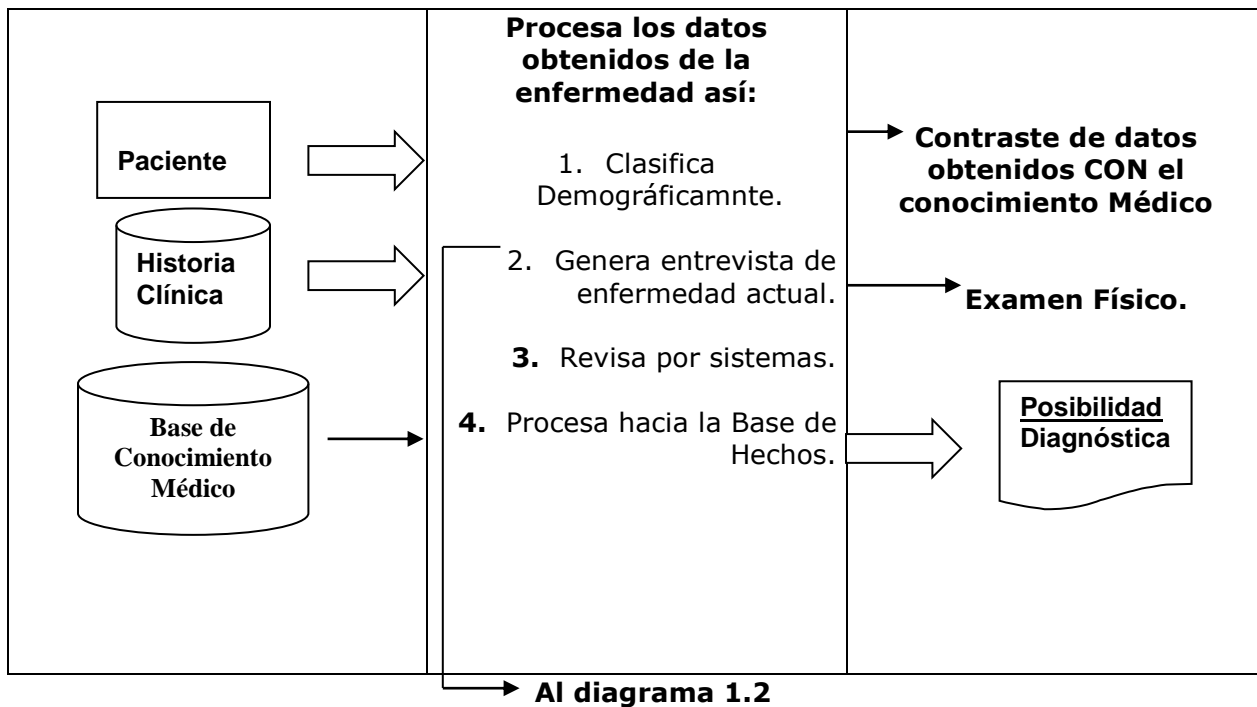 Paciente
Historia
Clínica
Base de
Conocimiento
Médico
Procesa los datos
obtenidos de la
enfermedad así:
1. Clasifica
Demográficamnte.
2. Genera entrevista de
enfermedad actual.
3. Revisa por sistemas.
4. Procesa hacia la Base de
Hechos.
Contraste de datos
obtenidos CON el
conocimiento Médico
Examen Físico.
Posibilidad
Diagnóstica
Al diagrama 1.2